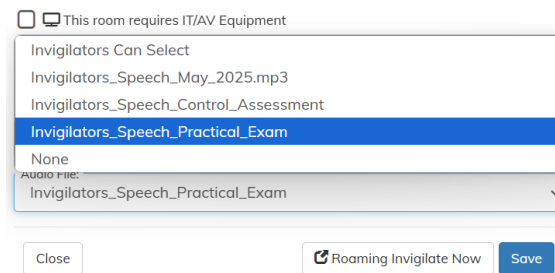 This room requires IT/AV Equipment
Invigilators Can Select
Invigilators_Speech_May_2025.mp3
Invigilators_Speech_Control_Assessment
Invigilators_Speech_Practical_Exam
None
Audio File:
Invigilators_Speech_Practical_Exam
Close
Roaming Invigilate Now
Save